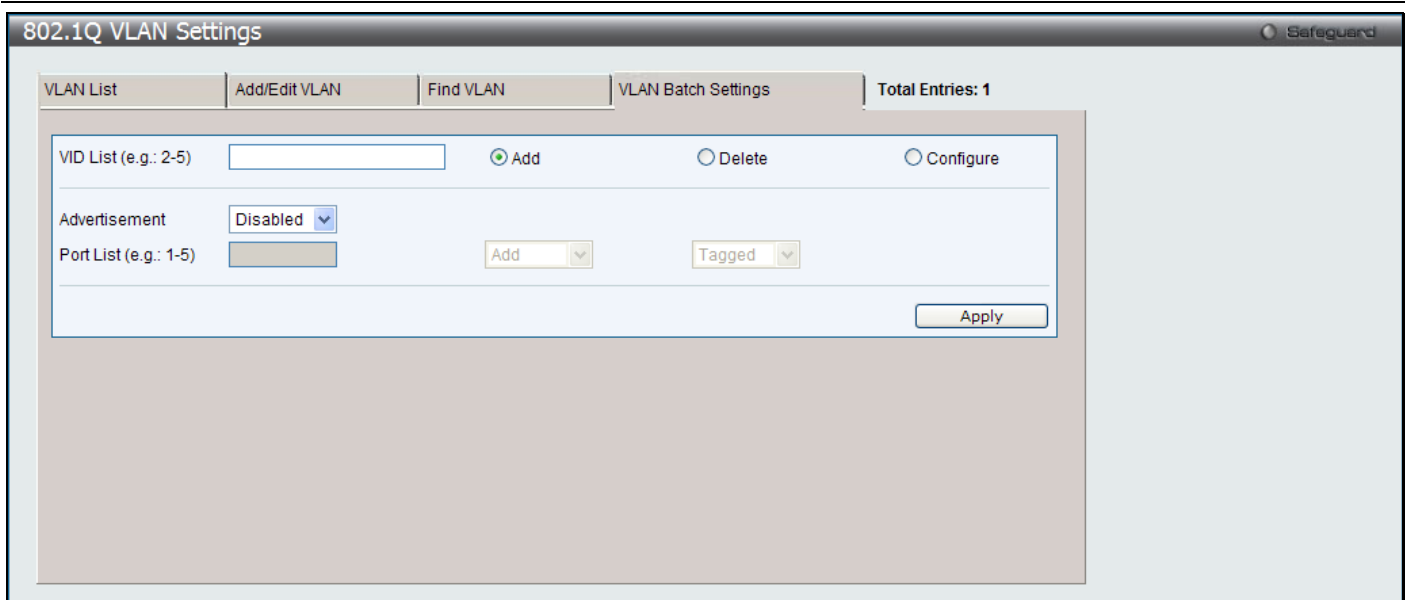 802.1Q VLAN Settings
Safeguard
VLAN List
Add/Edit VLAN
Find VLAN
VLAN Batch Settings
Total Entries: 1
VID List (e.g.: 2-5)
Add
Delete
Configure
Advertisement
Disabled
Port List (e.g.: 1-5)
Add
Tagged
Apply